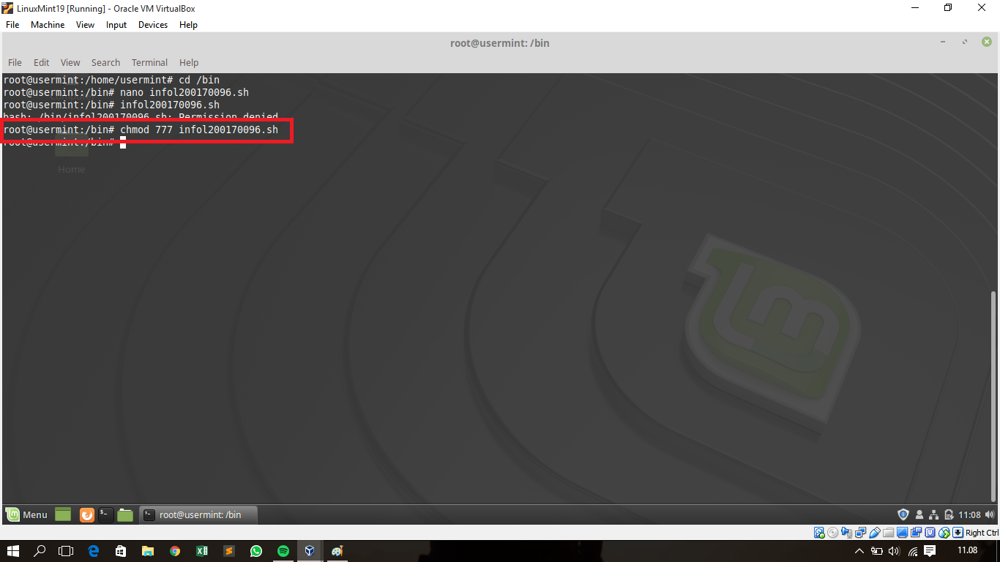 LinuxMint19 [Running] - Oracle VM VirtualBox
File Machine View Input Devices Help
root@usermint: /bin
File Edit View Search Terminal Help
root@usermint:/home/usermint# cd /bin
root@usermint:/bin# nano infol200170096.sh
root@usermint:/bin# infol200170096.sh
bash: /bin/infol200170096.sh: Permission denied
root@usermint:/bin# chmod 777 infol200170096.sh
root@usermint:/bin#
Home
Menu
root@usermint: /bin
11:08
Right Ctrl
11.08